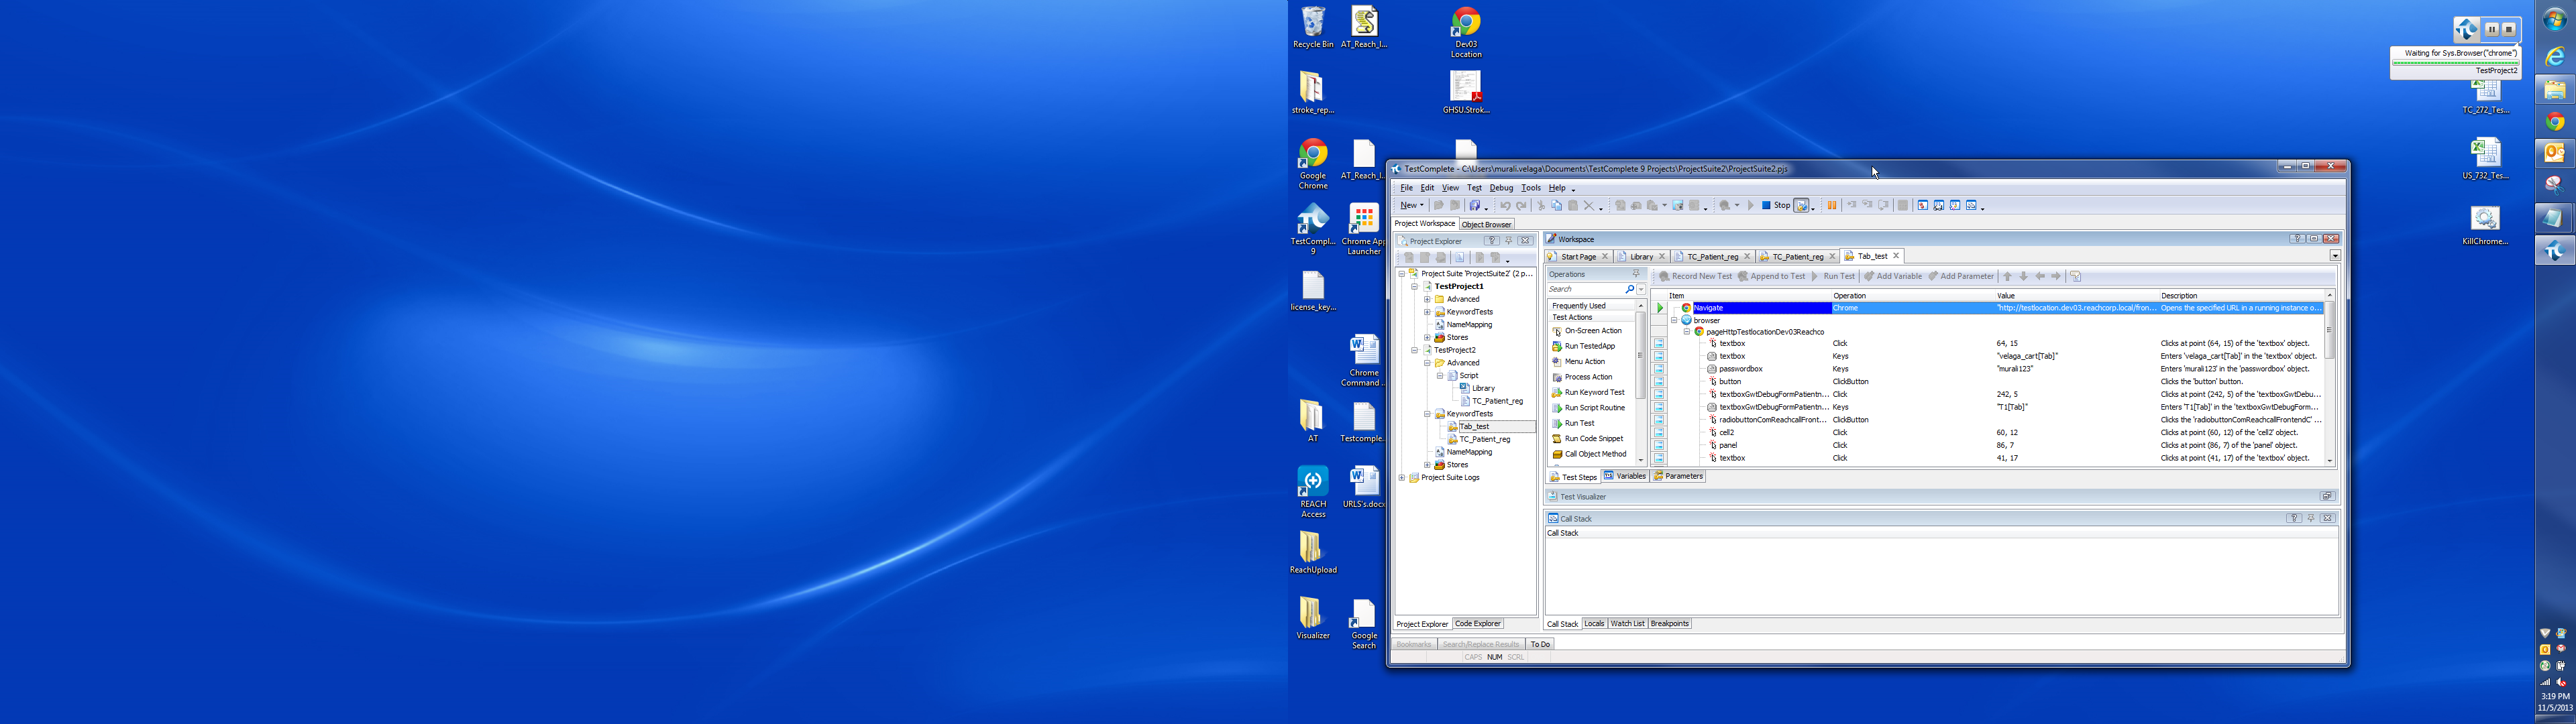 Recycle Bin
AT_Reach_I...
Dev03
Location
stroke_rep...
GHSU.Strok...
Google
Chrome
AT_Reach_I...
TestCompl...
9
Chrome App
Launcher
license_key...
Chrome
Command ...
AT
Testcomple...
REACH
Access
URLS's.docx
ReachUpload
Visualizer
Google
Search
Waiting for Sys.Browser("chrome")
TestProject2
TC_272_Tes...
US_732_Tes...
KillChrome...
TestComplete - C:\Users\murali.velaga\Documents\TestComplete 9 Projects\ProjectSuite2\ProjectSuite2.pjs
File Edit View Test Debug Tools Help
New Stop
Project Workspace Object Browser
Project Explorer
Project Suite 'ProjectSuite2' (2 p...
TestProject1
Advanced
KeywordTests
NameMapping
Stores
TestProject2
Advanced
Script
Library
TC_Patient_reg
KeywordTests
Tab_test
TC_Patient_reg
NameMapping
Stores
Project Suite Logs
Project Explorer Code Explorer
Workspace
Start Page Library TC_Patient_reg TC_Patient_reg Tab_test
Operations
Search
Frequently Used
Test Actions
On-Screen Action
Run TestedApp
Menu Action
Process Action
Run Keyword Test
Run Script Routine
Run Test
Run Code Snippet
Call Object Method
Record New Test Append to Test Run Test Add Variable Add Parameter
Item Operation Value Description
Navigate Chrome "http://testlocation.dev03.reachcorp.local/fron... Opens the specified URL in a running instance o...
browser
pageHttpTestlocationDev03Reachco
textbox Click 64, 15 Clicks at point (64, 15) of the 'textbox' object.
textbox Keys "velaga_cart[Tab]" Enters 'velaga_cart[Tab]' in the 'textbox' object.
passwordbox Keys "murali123" Enters 'murali123' in the 'passwordbox' object.
button ClickButton Clicks the 'button' button.
textboxGwtDebugFormPatientn... Click 242, 5 Clicks at point (242, 5) of the 'textboxGwtDebu...
textboxGwtDebugFormPatientn... Keys "T1[Tab]" Enters 'T1[Tab]' in the 'textboxGwtDebugForm...
radiobuttonComReachcallFront... ClickButton Clicks the 'radiobuttonComReachcallFrontendC' ...
cell2 Click 60, 12 Clicks at point (60, 12) of the 'cell2' object.
panel Click 86, 7 Clicks at point (86, 7) of the 'panel' object.
textbox Click 41, 17 Clicks at point (41, 17) of the 'textbox' object.
Test Steps Variables Parameters
Test Visualizer
Call Stack
Call Stack
Call Stack Locals Watch List Breakpoints
Bookmarks Search/Replace Results To Do
CAPS NUM SCRL
3:19 PM
11/5/2013